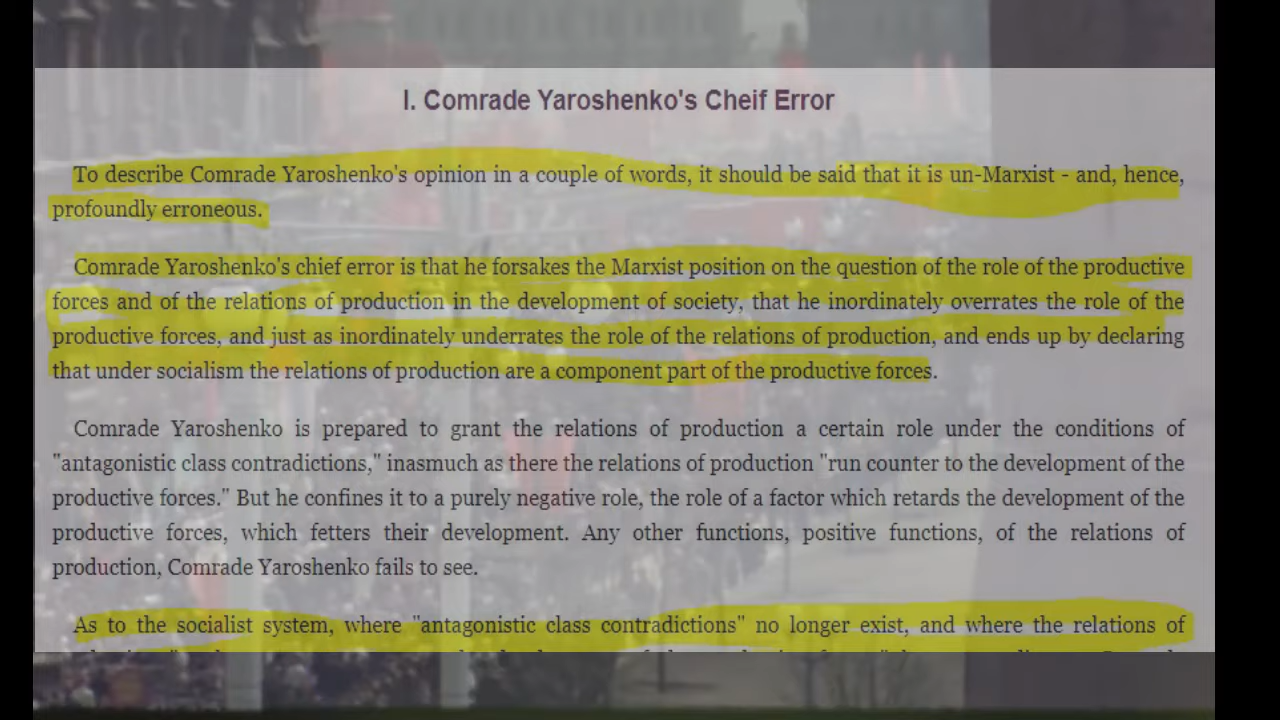 I. Comrade Yaroshenko's Cheif Error
To describe Comrade Yaroshenko's opinion in a couple of words, it should be said that it is un-Marxist - and, hence,
profoundly erroneous.
Comrade Yaroshenko's chief error is that he forsakes the Marxist position on the question of the role of the productive
forces and of the relations of production in the development of society, that he inordinately overrates the role of the
productive forces, and just as inordinately underrates the role of the relations of production, and ends up by declaring
that under socialism the relations of production are a component part of the productive forces.
Comrade Yaroshenko is prepared to grant the relations of production a certain role under the conditions of
"antagonistic class contradictions," inasmuch as there the relations of production "run counter to the development of the
productive forces." But he confines it to a purely negative role, the role of a factor which retards the development of the
productive forces, which fetters their development. Any other functions, positive functions, of the relations of
production, Comrade Yaroshenko fails to see.
As to the socialist system, where "antagonistic class contradictions" no longer exist, and where the relations of